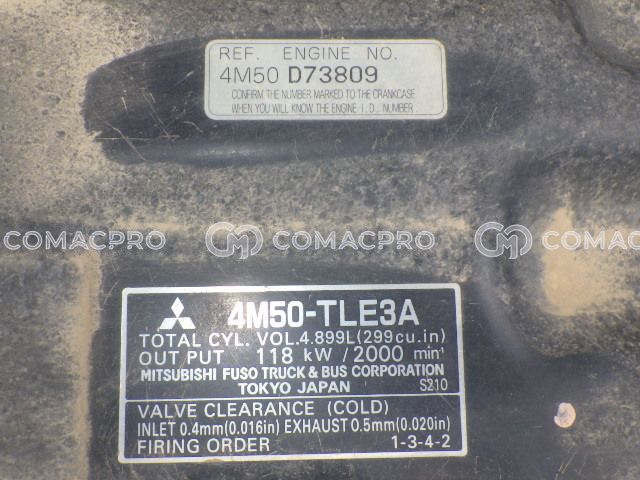 REF. ENGINE NO.
4M50 D73809
CONFIRM THE NUMBER MARKED TO THE CRANKCASE
WHEN YOU WILL KNOW THE ENGINE I.D. NUMBER
COMACPRO COMACPRO COMACPRO
4M50-TLE3A
TOTAL CYL. VOL.4.899L(299cu.in)
OUT PUT 118 kW / 2000 min⁻¹
MITSUBISHI FUSO TRUCK & BUS CORPORATION
TOKYO JAPAN S210
VALVE CLEARANCE (COLD)
INLET 0.4mm(0.016in) EXHAUST 0.5mm(0.020in)
FIRING ORDER 1-3-4-2